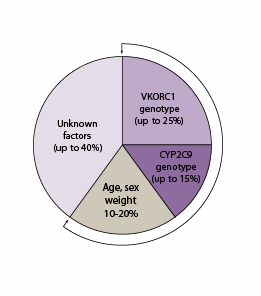 VKORC1
genotype
(up to 25%)
Unknown
factors
(up to 40%)
CYP2C9
genotype
(up to 15%)
Age, sex
weight
10-20%